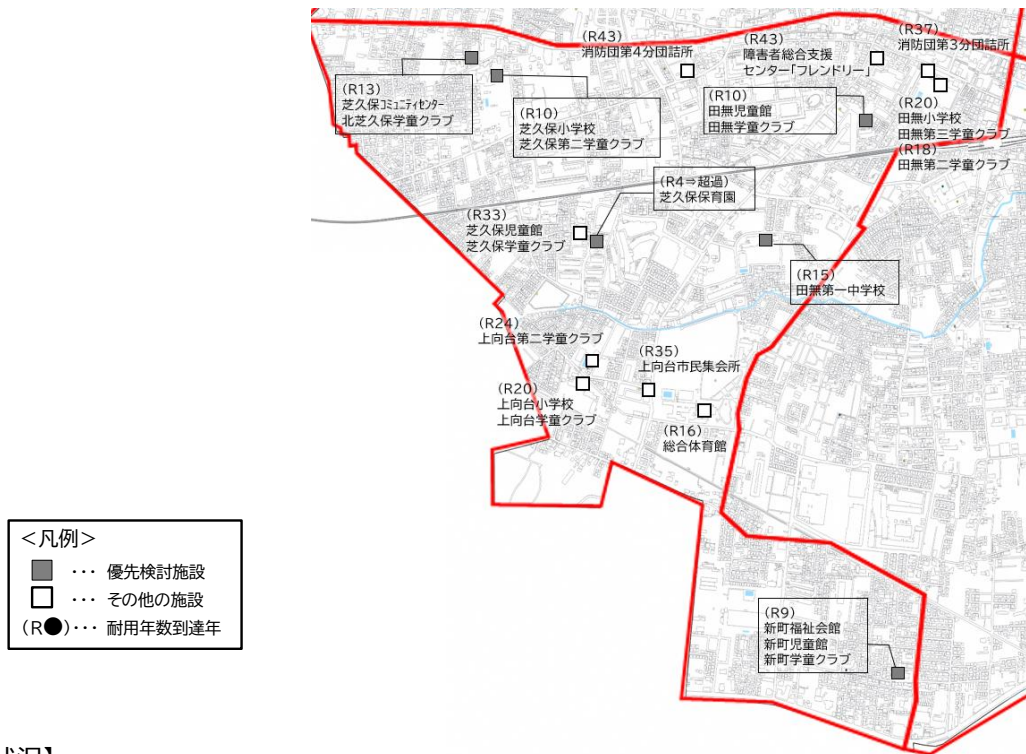 (R43)
消防団第4分団詰所
(R43)
障害者総合支援
センター「フレンドリー」
(R37)
消防団第3分団詰所
(R13)
芝久保コミュニティセンター
北芝久保学童クラブ
(R10)
芝久保小学校
芝久保第二学童クラブ
(R10)
田無児童館
田無学童クラブ
(R20)
田無小学校
田無第三学童クラブ
(R18)
田無第二学童クラブ
(R4⇒超過)
芝久保保育園
(R33)
芝久保児童館
芝久保学童クラブ
(R15)
田無第一中学校
(R24)
上向台第二学童クラブ
(R35)
上向台市民集会所
(R20)
上向台小学校
上向台学童クラブ
(R16)
総合体育館
(R9)
新町福祉会館
新町児童館
新町学童クラブ
<凡例>
・・・ 優先検討施設
・・・ その他の施設
(R●)・・・ 耐用年数到達年